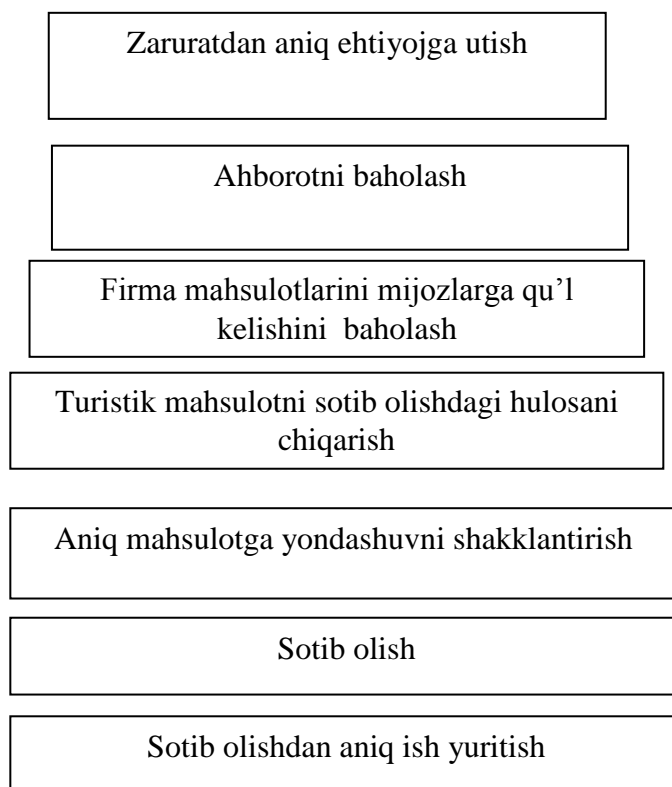 Zaruratdan aniq ehtiyojga utish
Ahborotni baholash
Firma mahsulotlarini mijozlarga qu’l
kelishini baholash
Turistik mahsulotni sotib olishdagi hulosani
chiqarish
Aniq mahsulotga yondashuvni shakklantirish
Sotib olish
Sotib olishdan aniq ish yuritish